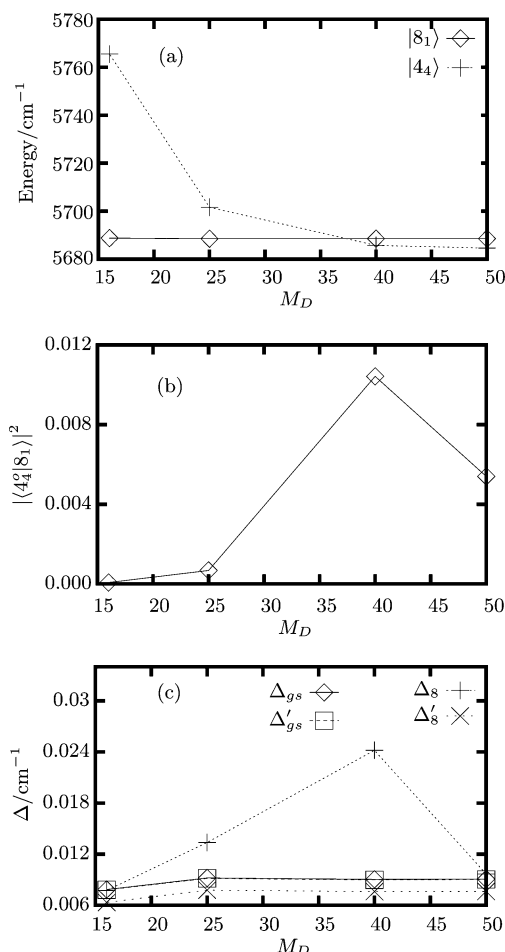 5780
5760
5740
5720
5700
5680
Energy/cm⁻¹
(a)
|8₁⟩
|4₄⟩
15 20 25 30 35 40 45 50
M_D
0.012
0.008
0.004
0.000
|⟨4₄ᵒ|8₁⟩|²
(b)
15 20 25 30 35 40 45 50
M_D
0.03
0.024
0.018
0.012
0.006
Δ/cm⁻¹
(c)
Δ_gs Δ₈
Δ′_gs Δ′₈
15 20 25 30 35 40 45 50
M_D